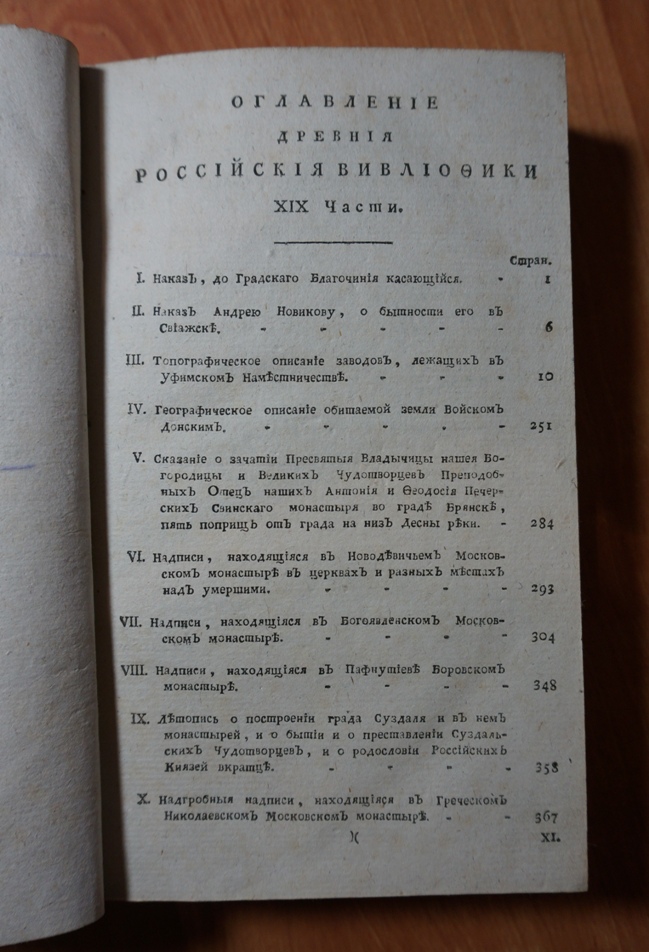 ОГЛАВЛЕНІЕ
ДРЕВНІЯ
РОССІЙСКІЯ ВИВЛІОѲИКИ
XIX Части.
Стран.
I. Наказъ, до Градскаго Благочинія касающійся. - 1
II. Наказъ Андрею Новикову, о бытности его въ
Свіажскѣ. - - - - - 6
III. Топографическое описаніе заводовъ, лежащихъ въ
Уфимскомъ Намѣстничествѣ. - - - 10
IV. Географическое описаніе обитаемой земли Войскомъ
Донскимъ. - - - - - 251
V. Сказаніе о зачатіи Пресвятыя Владычицы нашея Бо-
городицы и Великихъ Чудотворцевъ Преподоб-
ныхъ Отецъ нашихъ Антонія и Ѳеодосія Печер-
скихъ Свинскаго монастыря во градѣ Брянскѣ,
пять поприщъ отъ града на низъ Десны рѣки. - 284
VI. Надписи, находящіяся въ Новодѣвичьемъ Москов-
скомъ монастырѣ въ церквахъ и разныхъ мѣстахъ
надъ умершими. - - - - 293
VII. Надписи, находящіяся въ Богоявленскомъ Москов-
скомъ монастырѣ. - - - - 304
VIII. Надписи, находящіяся въ Пафнутіевѣ Боровскомъ
монастырѣ. - - - - 348
IX. Лѣтопись о построеніи града Суздаля и въ немъ
монастырей, и о бытіи и о преставленіи Суздаль-
скихъ Чудотворцевъ, и о родословіи Россійскихъ
Князей вкратцѣ. - - - - 358
X. Надгробныя надписи, находящіяся въ Греческомъ
Николаевскомъ Московскомъ монастырѣ. - - 367
)( XI.